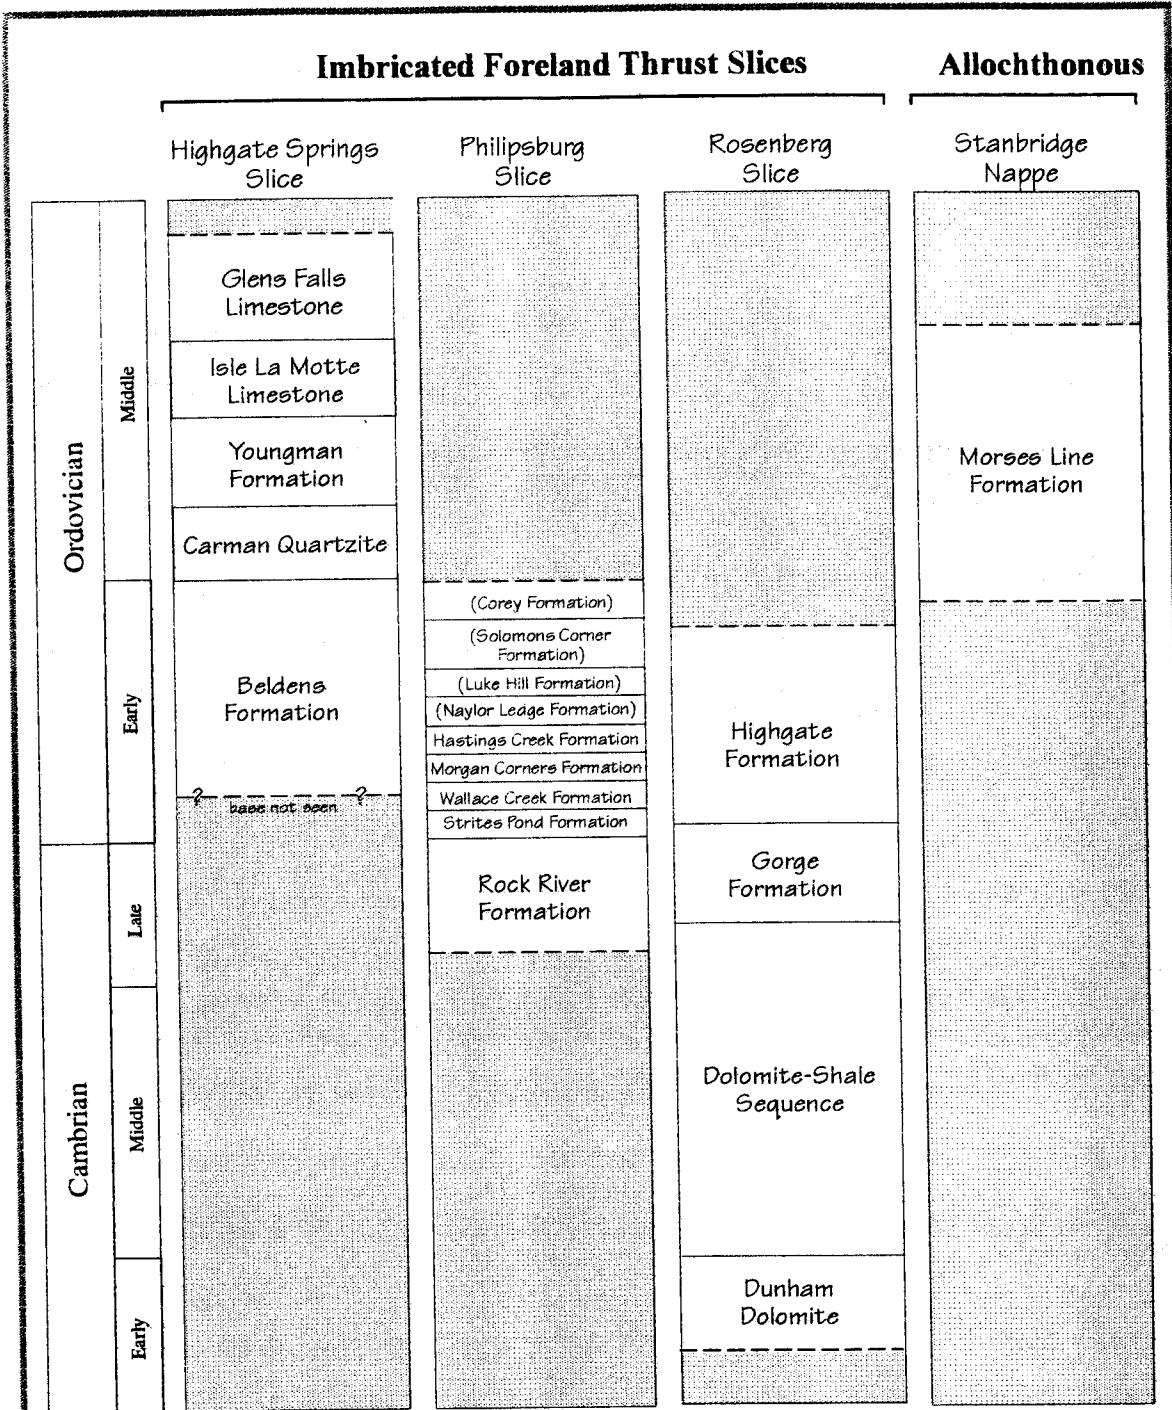 Imbricated Foreland Thrust Slices
Allochthonous
Highgate Springs
Slice
Philipsburg
Slice
Rosenberg
Slice
Stanbridge
Nappe
Ordovician
Middle
Early
Cambrian
Late
Middle
Early
Glens Falls
Limestone
Isle La Motte
Limestone
Youngman
Formation
Carman Quartzite
Beldens
Formation
? ?
base not seen
(Corey Formation)
(Solomons Corner
Formation)
(Luke Hill Formation)
(Naylor Ledge Formation)
Hastings Creek Formation
Morgan Corners Formation
Wallace Creek Formation
Strites Pond Formation
Rock River
Formation
Highgate
Formation
Gorge
Formation
Dolomite-Shale
Sequence
Dunham
Dolomite
Morses Line
Formation